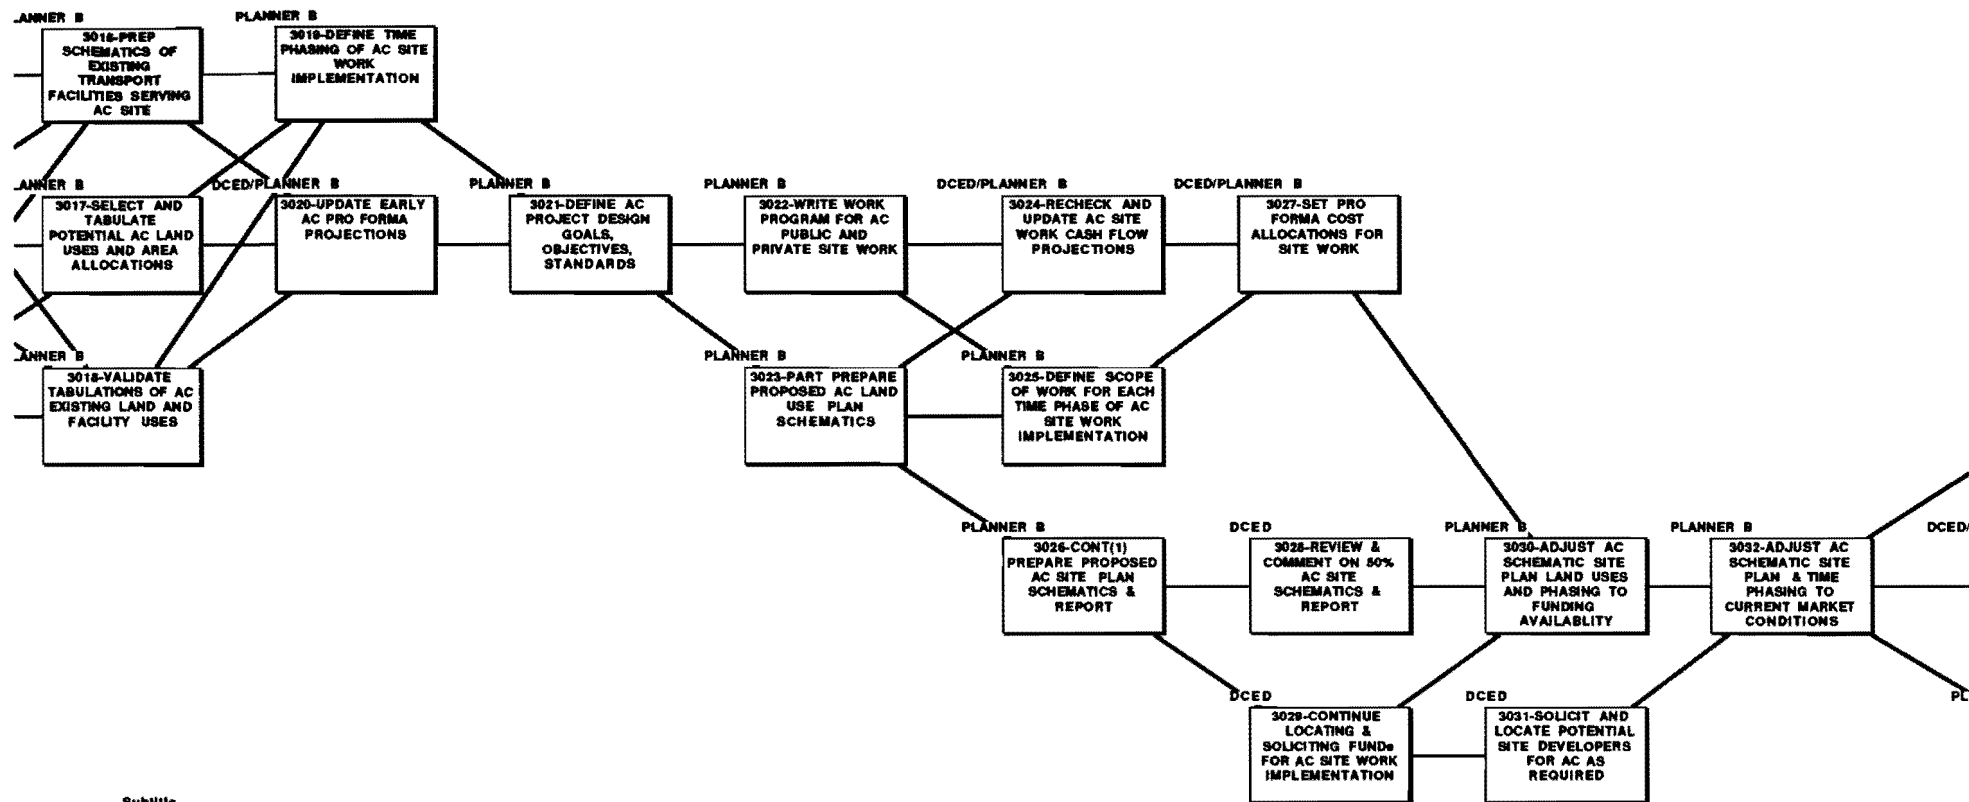 .ANNER B
3016-PREP
SCHEMATICS OF
EXISTING
TRANSPORT
FACILITIES SERVING
AC SITE
PLANNER B
3019-DEFINE TIME
PHASING OF AC SITE
WORK
IMPLEMENTATION
.ANNER B
3017-SELECT AND
TABULATE
POTENTIAL AC LAND
USES AND AREA
ALLOCATIONS
DCED/PLANNER B
3020-UPDATE EARLY
AC PRO FORMA
PROJECTIONS
PLANNER B
3021-DEFINE AC
PROJECT DESIGN
GOALS,
OBJECTIVES,
STANDARDS
PLANNER B
3022-WRITE WORK
PROGRAM FOR AC
PUBLIC AND
PRIVATE SITE WORK
DCED/PLANNER B
3024-RECHECK AND
UPDATE AC SITE
WORK CASH FLOW
PROJECTIONS
DCED/PLANNER B
3027-SET PRO
FORMA COST
ALLOCATIONS FOR
SITE WORK
.ANNER B
3018-VALIDATE
TABULATIONS OF AC
EXISTING LAND AND
FACILITY USES
PLANNER B
3023-PART PREPARE
PROPOSED AC LAND
USE PLAN
SCHEMATICS
PLANNER B
3025-DEFINE SCOPE
OF WORK FOR EACH
TIME PHASE OF AC
SITE WORK
IMPLEMENTATION
PLANNER B
3026-CONT(1)
PREPARE PROPOSED
AC SITE PLAN
SCHEMATICS &
REPORT
DCED
3028-REVIEW &
COMMENT ON 50%
AC SITE
SCHEMATICS &
REPORT
PLANNER B
3030-ADJUST AC
SCHEMATIC SITE
PLAN LAND USES
AND PHASING TO
FUNDING
AVAILABLITY
PLANNER B
3032-ADJUST AC
SCHEMATIC SITE
PLAN & TIME
PHASING TO
CURRENT MARKET
CONDITIONS
DCED/
DCED
3029-CONTINUE
LOCATING &
SOLICITING FUNDs
FOR AC SITE WORK
IMPLEMENTATION
DCED
3031-SOLICIT AND
LOCATE POTENTIAL
SITE DEVELOPERS
FOR AC AS
REQUIRED
PL
Subtitle